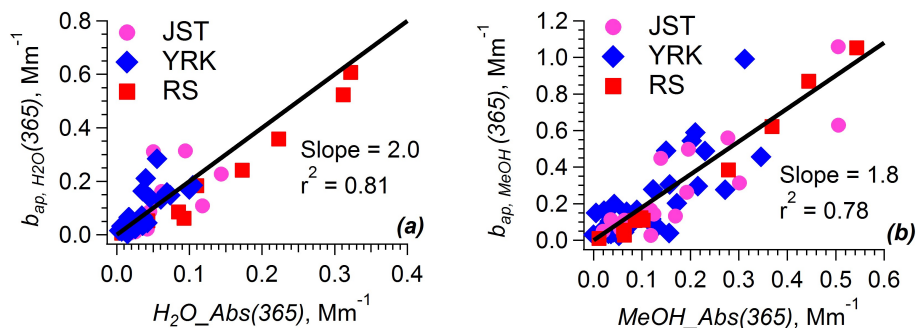 0.8
0.6
0.4
0.2
0.0
b_ap, H2O(365), Mm⁻¹
JST
YRK
RS
Slope = 2.0
r² = 0.81
(a)
0.0 0.1 0.2 0.3 0.4
H₂O_Abs(365), Mm⁻¹
1.2
1.0
0.8
0.6
0.4
0.2
0.0
b_ap, MeOH(365), Mm⁻¹
JST
YRK
RS
Slope = 1.8
r² = 0.78
(b)
0.0 0.1 0.2 0.3 0.4 0.5 0.6
MeOH_Abs(365), Mm⁻¹